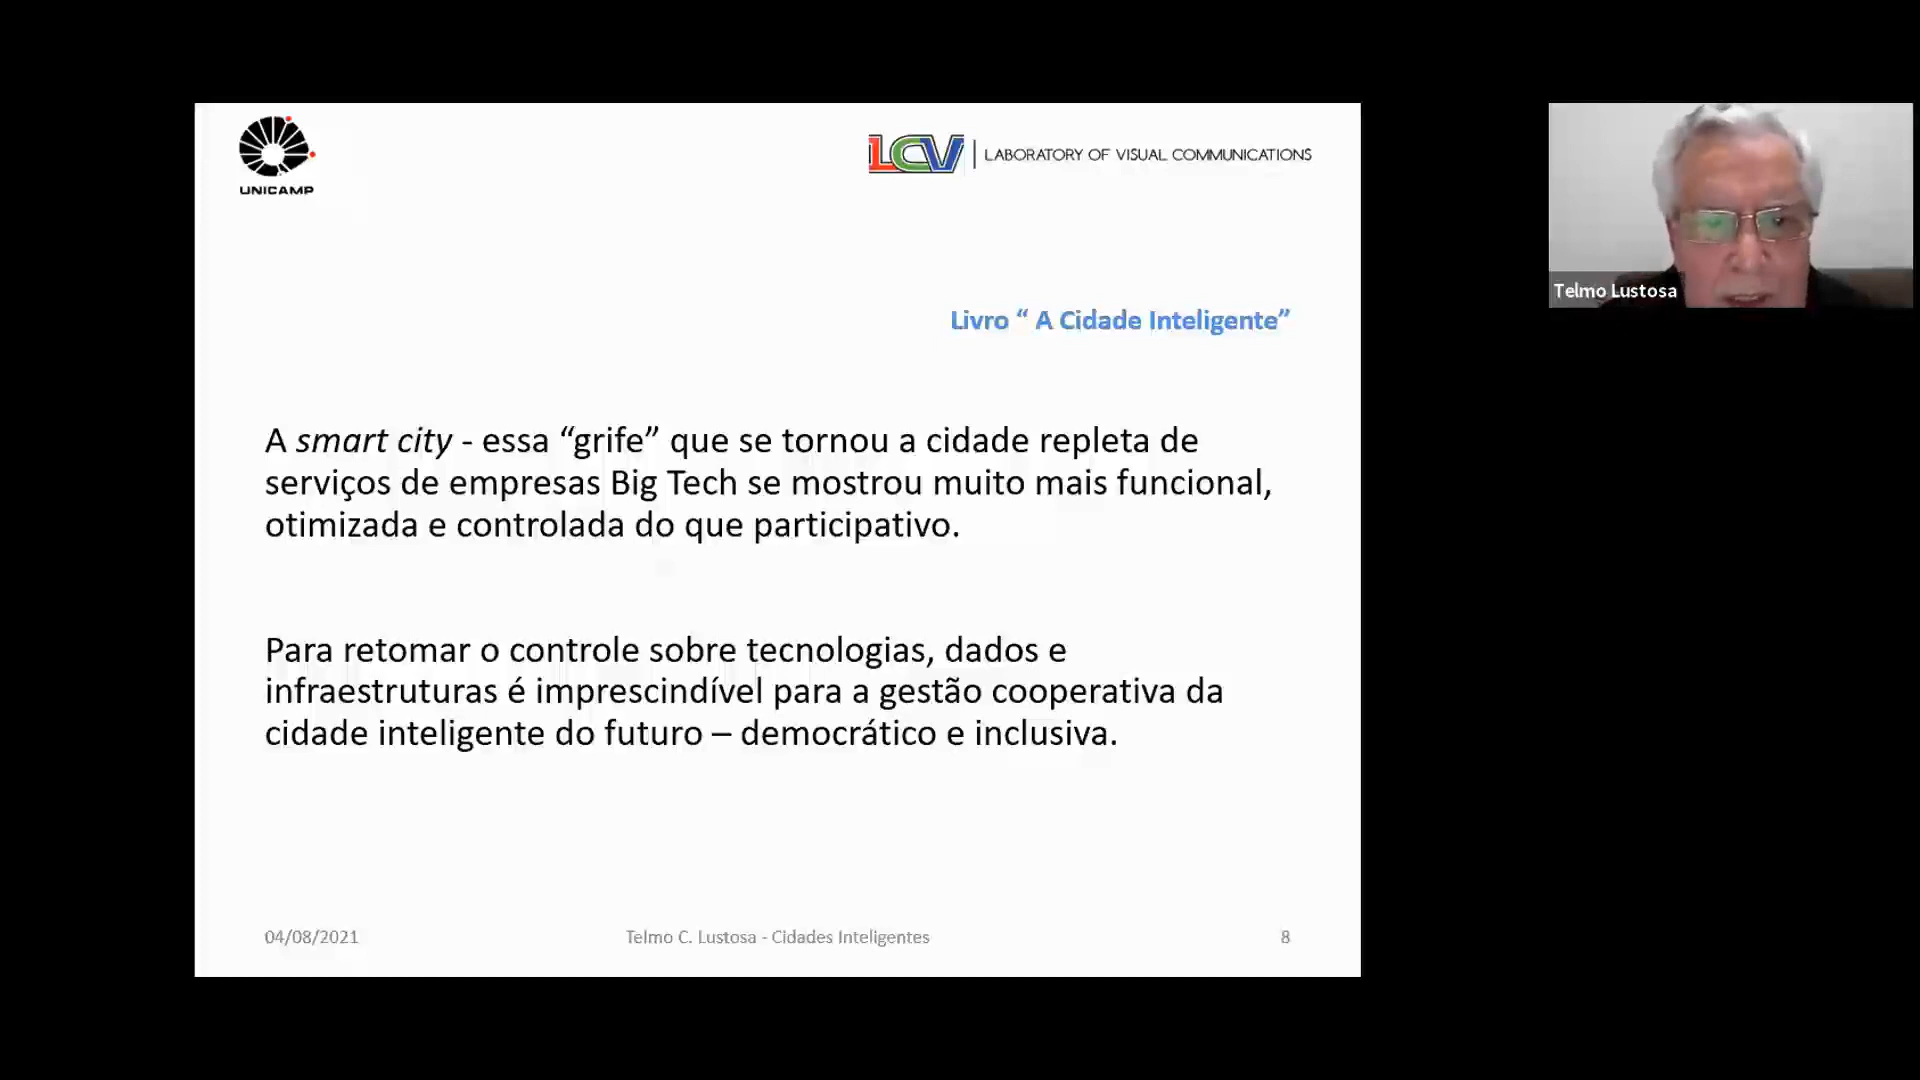 UNICAMP
LCV | LABORATORY OF VISUAL COMMUNICATIONS
Telmo Lustosa
Livro “ A Cidade Inteligente”
A smart city - essa “grife” que se tornou a cidade repleta de
serviços de empresas Big Tech se mostrou muito mais funcional,
otimizada e controlada do que participativo.
Para retomar o controle sobre tecnologias, dados e
infraestruturas é imprescindível para a gestão cooperativa da
cidade inteligente do futuro – democrático e inclusiva.
04/08/2021
Telmo C. Lustosa - Cidades Inteligentes
8